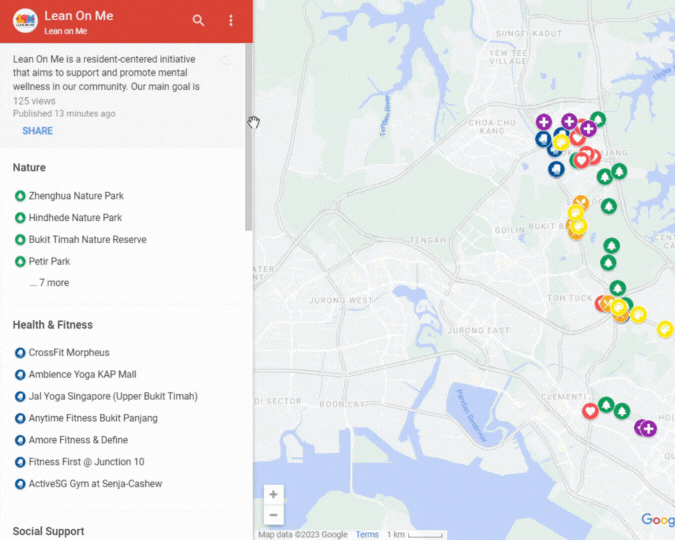 Lean On Me
Lean on Me
Lean On Me is a resident-centered initiative
that aims to support and promote mental
wellness in our community. Our main goal is
125 views
Published 13 minutes ago
SHARE
Nature
Zhenghua Nature Park
Hindhede Nature Park
Bukit Timah Nature Reserve
Petir Park
... 7 more
Health & Fitness
CrossFit Morpheus
Ambience Yoga KAP Mall
Jal Yoga Singapore (Upper Bukit Timah)
Anytime Fitness Bukit Panjang
Amore Fitness & Define
Fitness First @ Junction 10
ActiveSG Gym at Senja-Cashew
Social Support
SUNGEI KADUT
YEW TEE
VILLAGE
CHOA CHU
KANG
TENGAH
GUILIN BUKIT
JURONG WEST
TOH TUCK
JURONG EAST
BOON LAY
CLEMENTI
Pandan Reservoir
Map data ©2023 Google Terms 1 km